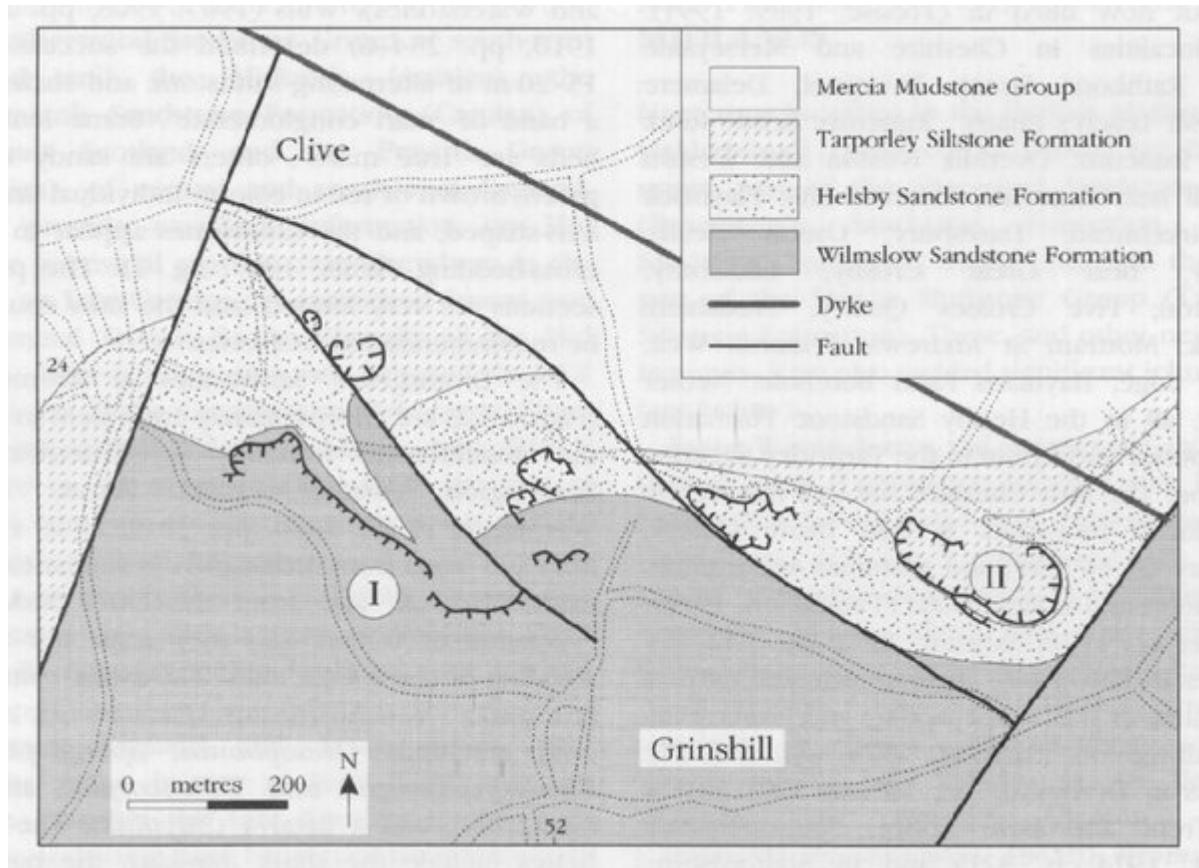 Clive
Mercia Mudstone Group
Tarporley Siltstone Formation
Helsby Sandstone Formation
Wilmslow Sandstone Formation
Dyke
Fault
24
I
II
Grinshill
0 metres 200
N
52